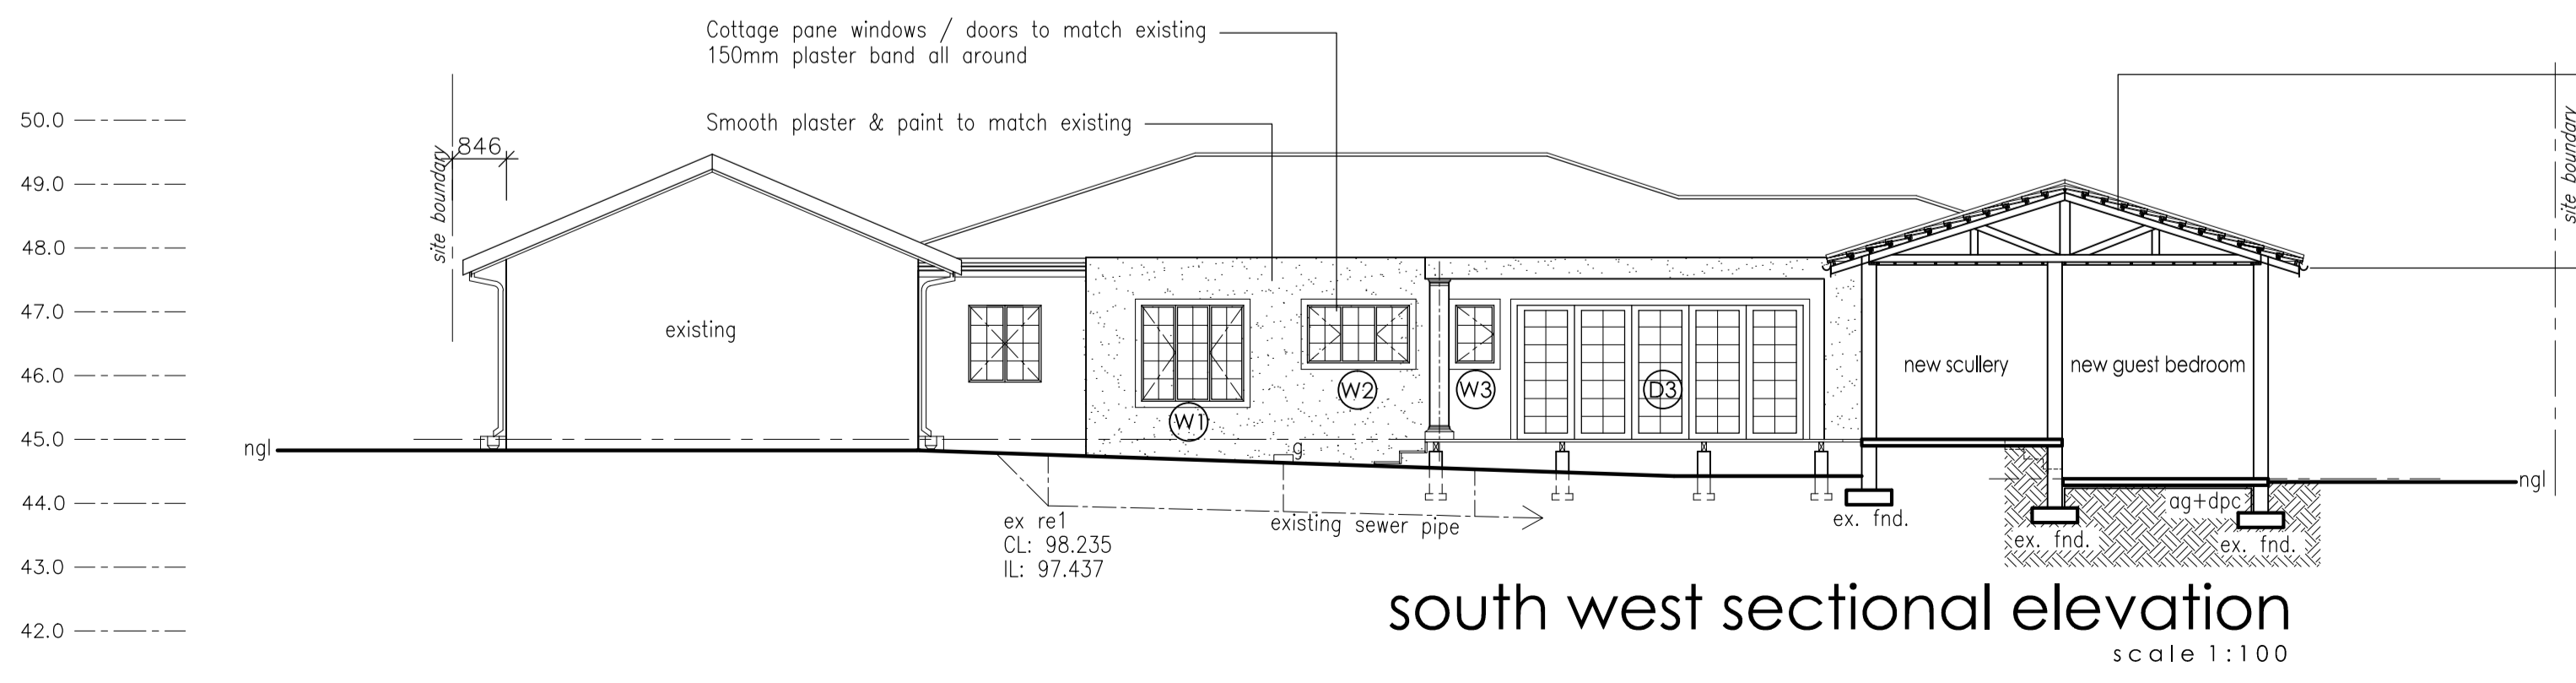 Cottage pane windows / doors to match existing
150mm plaster band all around
Smooth plaster & paint to match existing
50.0
49.0
48.0
47.0
46.0
45.0
44.0
43.0
42.0
site boundary
846
site boundary
existing
W1
W2
W3
D3
new scullery
new guest bedroom
ngl
g
ngl
ag+dpc
ex re1
CL: 98.235
IL: 97.437
existing sewer pipe
ex. fnd.
ex. fnd.
ex. fnd.
south west sectional elevation
scale 1:100